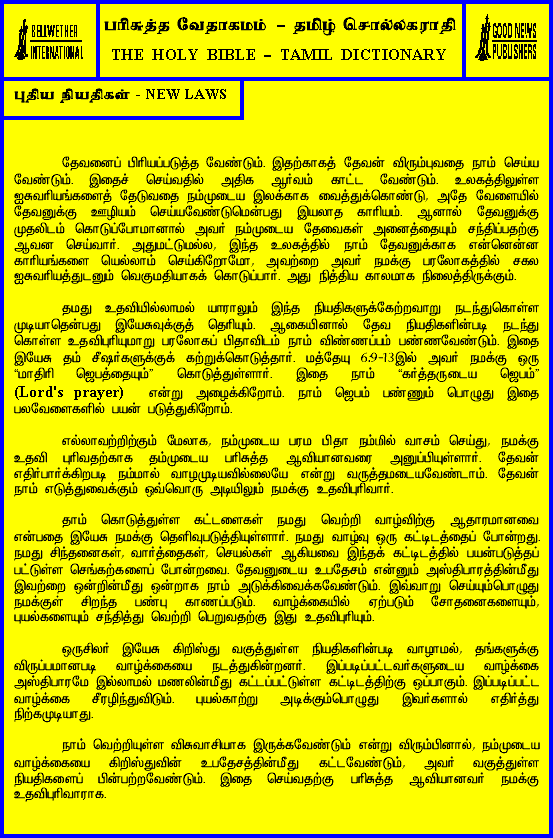 BELLWETHER
INTERNATIONAL
பரிசுத்த வேதாகமம் – தமிழ் சொல்லகராதி
THE HOLY BIBLE – TAMIL DICTIONARY
GOOD NEWS
PUBLISHERS
புதிய நியதிகள் - NEW LAWS
தேவனைப் பிரியப்படுத்த வேண்டும். இதற்காகத் தேவன் விரும்புவதை நாம் செய்ய
வேண்டும். இதைச் செய்வதில் அதிக ஆர்வம் காட்ட வேண்டும். உலகத்திலுள்ள
ஐசுவரியங்களைத் தேடுவதை நம்முடைய இலக்காக வைத்துக்கொண்டு, அதே வேளையில்
தேவனுக்கு ஊழியம் செய்யவேண்டுமென்பது இயலாத காரியம். ஆனால் தேவனுக்கு
முதலிடம் கொடுப்போமானால் அவர் நம்முடைய தேவைகள் அனைத்தையும் சந்திப்பதற்கு
ஆவன செய்வார். அதுமட்டுமல்ல, இந்த உலகத்தில் நாம் தேவனுக்காக என்னென்ன
காரியங்களை யெல்லாம் செய்கிறோமோ, அவற்றை அவர் நமக்கு பரலோகத்தில் சகல
ஐசுவரியத்துடனும் வெகுமதியாகக் கொடுப்பார். அது நித்திய காலமாக நிலைத்திருக்கும்.
தமது உதவியில்லாமல் யாராலும் இந்த நியதிகளுக்கேற்றவாறு நடந்துகொள்ள
முடியாதென்பது இயேசுவுக்குத் தெரியும். ஆகையினால் தேவ நியதிகளின்படி நடந்து
கொள்ள உதவிபுரியுமாறு பரலோகப் பிதாவிடம் நாம் விண்ணப்பம் பண்ணவேண்டும். இதை
இயேசு தம் சீஷர்களுக்குக் கற்றுக்கொடுத்தார். மத்தேயு 6:9-13இல் அவர் நமக்கு ஒரு
“மாதிரி ஜெபத்தையும்” கொடுத்துள்ளார். இதை நாம் “கர்த்தருடைய ஜெபம்”
(Lord's prayer) என்று அழைக்கிறோம். நாம் ஜெபம் பண்ணும் பொழுது இதை
பலவேளைகளில் பயன் படுத்துகிறோம்.
எல்லாவற்றிற்கும் மேலாக, நம்முடைய பரம பிதா நம்மில் வாசம் செய்து, நமக்கு
உதவி புரிவதற்காக தம்முடைய பரிசுத்த ஆவியானவரை அனுப்பியுள்ளார். தேவன்
எதிர்பார்க்கிறபடி நம்மால் வாழமுடியவில்லையே என்று வருத்தமடையவேண்டாம். தேவன்
நாம் எடுத்துவைக்கும் ஒவ்வொரு அடியிலும் நமக்கு உதவிபுரிவார்.
தாம் கொடுத்துள்ள கட்டளைகள் நமது வெற்றி வாழ்விற்கு ஆதாரமானவை
என்பதை இயேசு நமக்கு தெளிவுபடுத்தியுள்ளார். நமது வாழ்வு ஒரு கட்டிடத்தைப் போன்றது.
நமது சிந்தனைகள், வார்த்தைகள், செயல்கள் ஆகியவை இந்தக் கட்டிடத்தில் பயன்படுத்தப்
பட்டுள்ள செங்கற்களைப் போன்றவை. தேவனுடைய உபதேசம் என்னும் அஸ்திபாரத்தின்மீது
இவற்றை ஒன்றின்மீது ஒன்றாக நாம் அடுக்கிவைக்கவேண்டும். இவ்வாறு செய்யும்பொழுது
நமக்குள் சிறந்த பண்பு காணப்படும். வாழ்க்கையில் ஏற்படும் சோதனைகளையும்,
புயல்களையும் சந்தித்து வெற்றி பெறுவதற்கு இது உதவிபுரியும்.
ஒருசிலர் இயேசு கிறிஸ்து வகுத்துள்ள நியதிகளின்படி வாழாமல், தங்களுக்கு
விருப்பமானபடி வாழ்க்கையை நடத்துகின்றனர். இப்படிப்பட்டவர்களுடைய வாழ்க்கை
அஸ்திபாரமே இல்லாமல் மணலின்மீது கட்டப்பட்டுள்ள கட்டிடத்திற்கு ஒப்பாகும். இப்படிப்பட்ட
வாழ்க்கை சீரழிந்துவிடும். புயல்காற்று அடிக்கும்பொழுது இவர்களால் எதிர்த்து
நிற்கமுடியாது.
நாம் வெற்றியுள்ள விசுவாசியாக இருக்கவேண்டும் என்று விரும்பினால், நம்முடைய
வாழ்க்கையை கிறிஸ்துவின் உபதேசத்தின்மீது கட்டவேண்டும், அவர் வகுத்துள்ள
நியதிகளைப் பின்பற்றவேண்டும். இதை செய்வதற்கு பரிசுத்த ஆவியானவர் நமக்கு
உதவிபுரிவாராக.